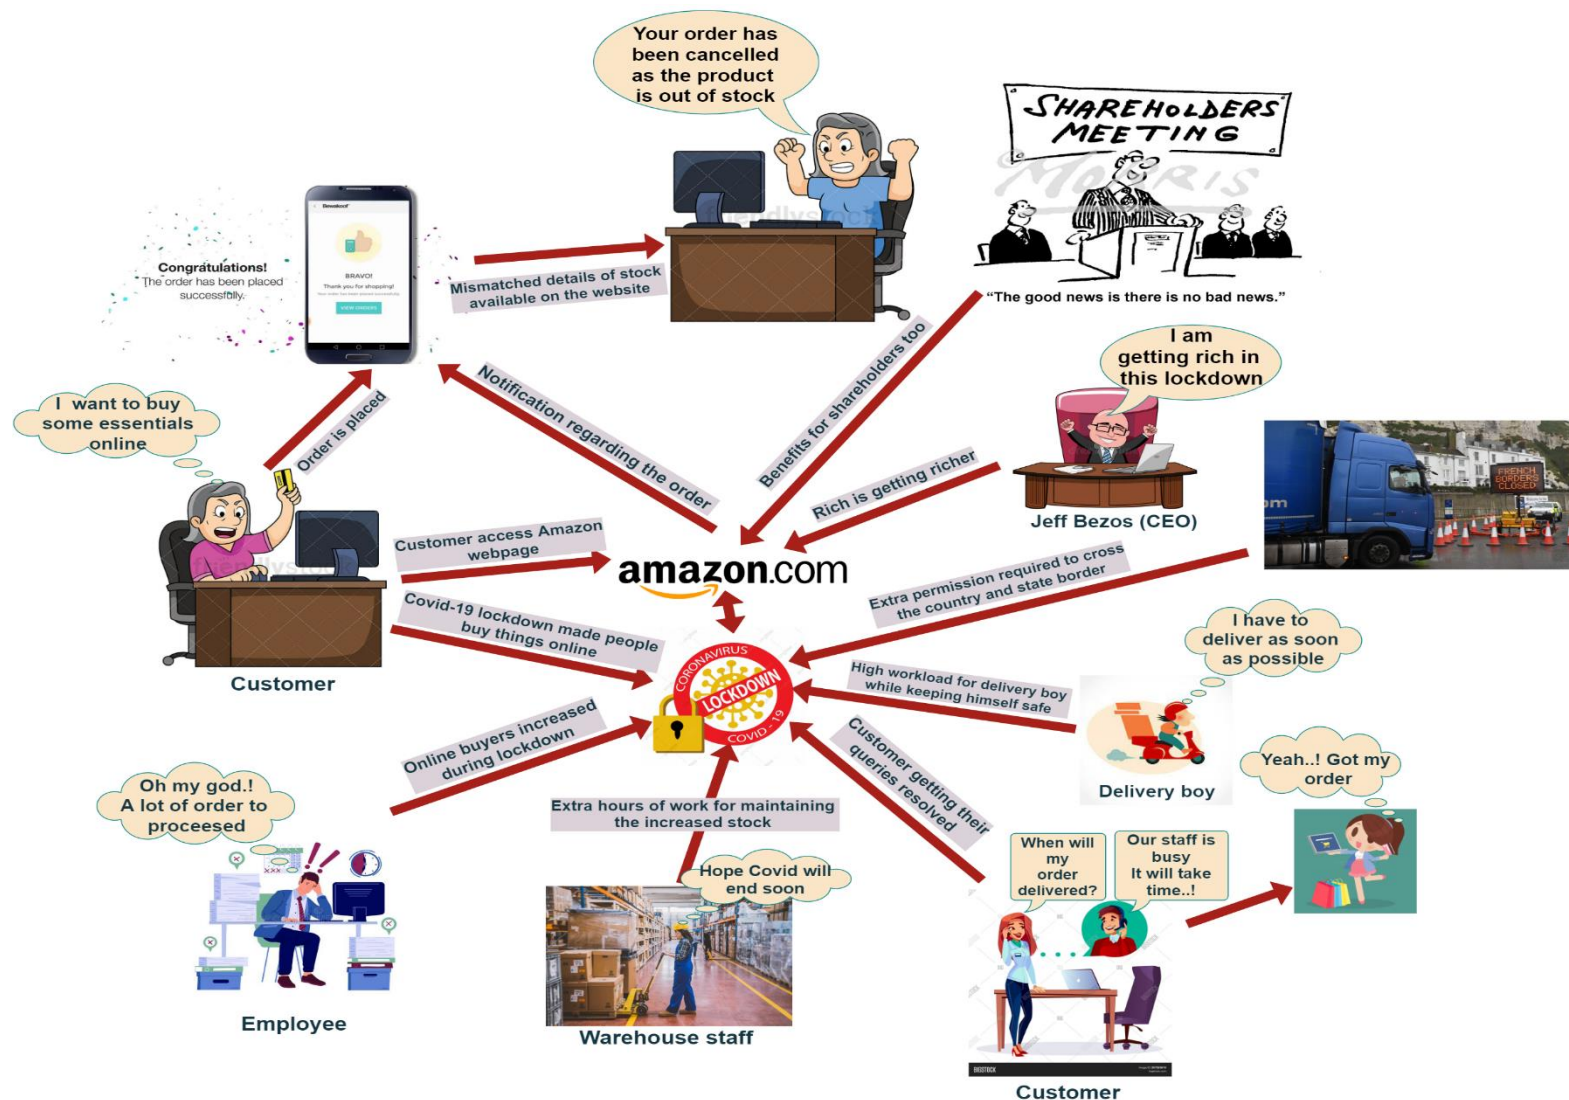 Your order has
been cancelled
as the product
is out of stock
SHAREHOLDERS
MEETING
MORRIS
"The good news is there is no bad news."
friendlystock
Congratulations!
The order has been placed
successfully.
BRAVO!
Thank you for shopping!
VIEW ORDERS
Mismatched details of stock
available on the website
I am
getting rich in
this lockdown
Jeff Bezos (CEO)
I want to buy
some essentials
online
Order is placed
Notification regarding the order
Benefits for shareholders too
Rich is getting richer
FRENCH
BORDERS
CLOSED
om
Customer access Amazon
webpage
amazon.com
friendlystock
Customer
Covid-19 lockdown made people
buy things online
Extra permission required to cross
the country and state border
CORONAVIRUS
LOCKDOWN
COVID - 19
I have to
deliver as soon
as possible
High workload for delivery boy
while keeping himself safe
Delivery boy
Online buyers increased
during lockdown
Oh my god.!
A lot of order to
proceesed
Employee
Extra hours of work for maintaining
the increased stock
Hope Covid will
end soon
Warehouse staff
Customer getting their
queries resolved
When will
my
order
delivered?
Our staff is
busy
It will take
time..!
Yeah..! Got my
order
BIGSTOCK
Customer